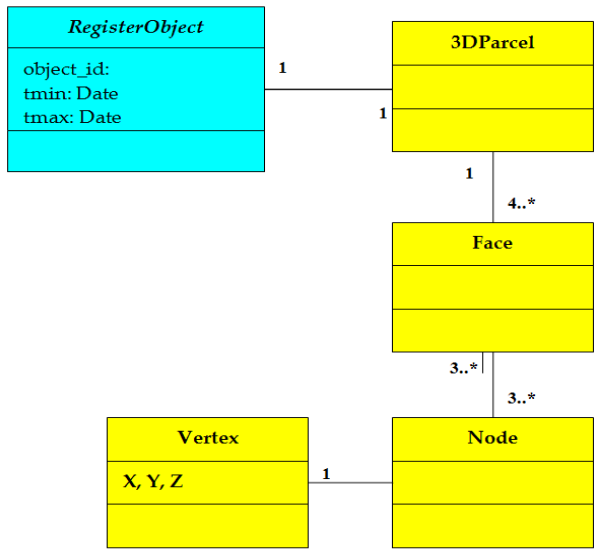 RegisterObject
object_id:
tmin: Date
tmax: Date
1
1
3DParcel
1
4..*
Face
3..*
3..*
Vertex
X, Y, Z
1
Node